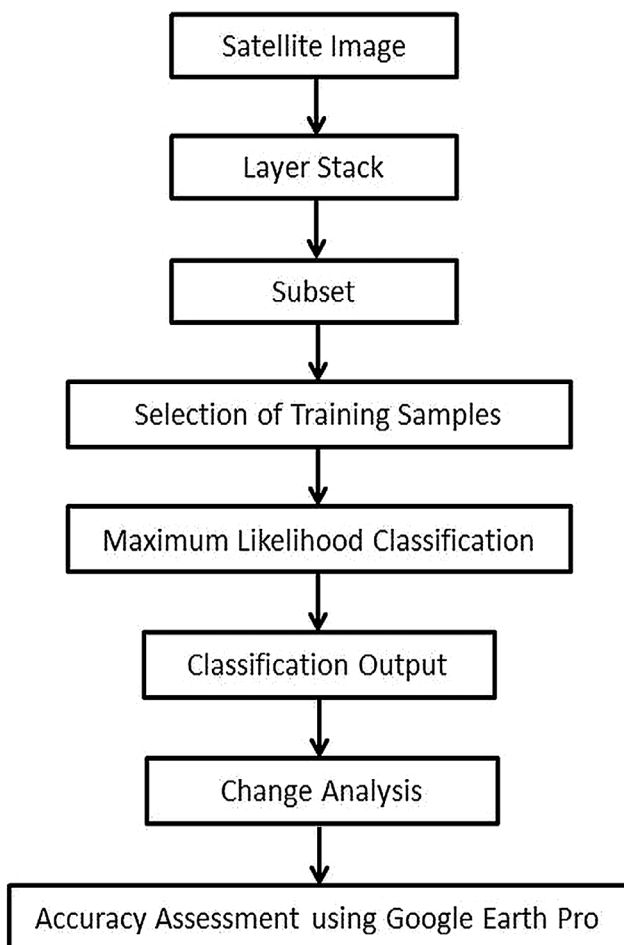 Satellite Image
Layer Stack
Subset
Selection of Training Samples
Maximum Likelihood Classification
Classification Output
Change Analysis
Accuracy Assessment using Google Earth Pro